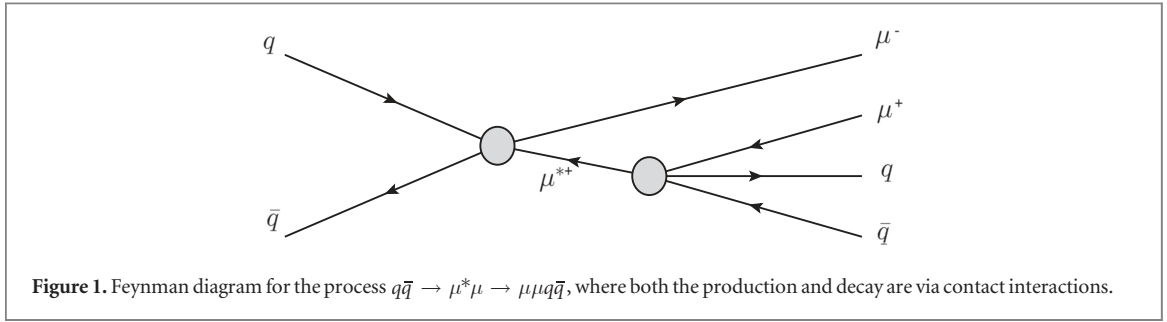 q
μ⁻
μ⁺
μ*⁺
q
q̅
q̅
Figure 1. Feynman diagram for the process qq̅ → μ*μ → μμqq̅, where both the production and decay are via contact interactions.